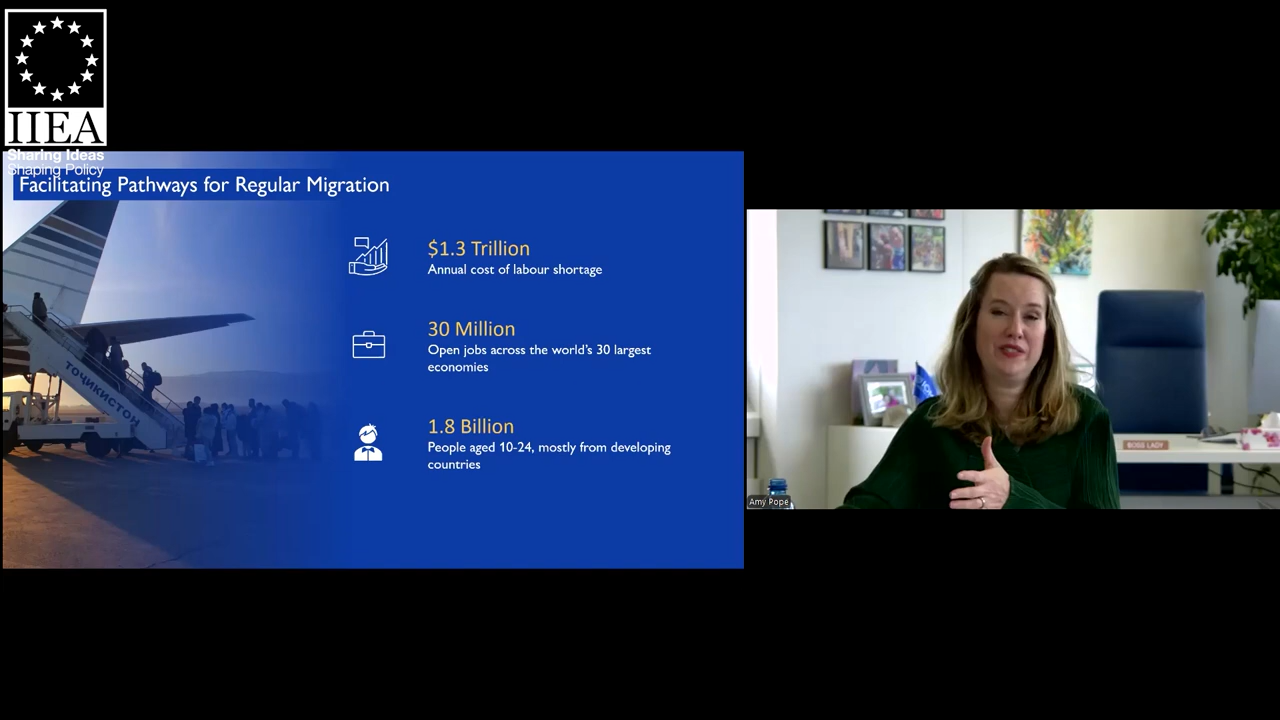 IIEA
Sharing Ideas
Shaping Policy
Facilitating Pathways for Regular Migration
$1.3 Trillion
Annual cost of labour shortage
30 Million
Open jobs across the world's 30 largest
economies
1.8 Billion
People aged 10-24, mostly from developing
countries
ТОҶИКИСТОН
BOSS LADY
Amy Pope